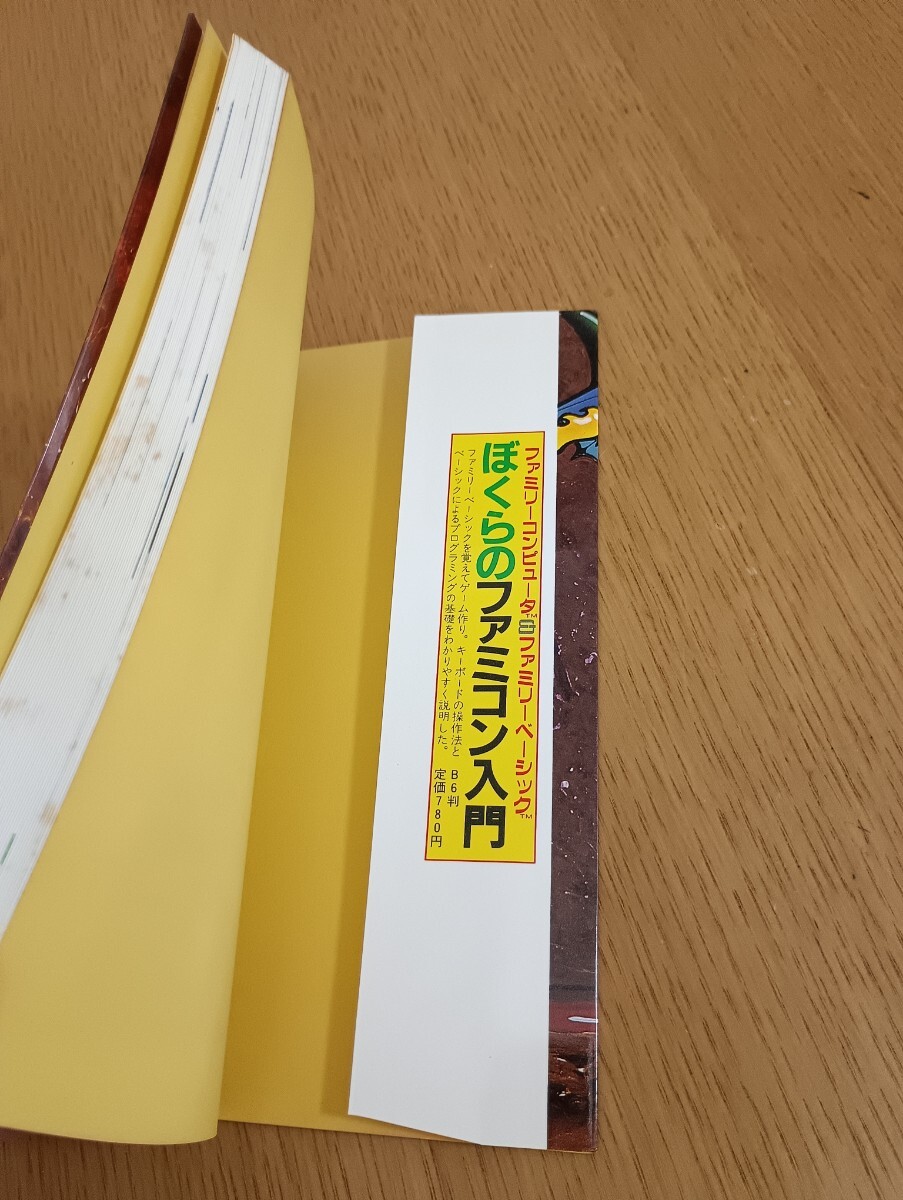 ファミリーコンピュータ™&ファミリーベーシック™
ぼくらのファミコン入門
ファミリーベーシックを覚えてゲーム作り。キーボードの操作法と
ベーシックによるプログラミングの基礎をわかりやすく説明した。
B6判
定価780円